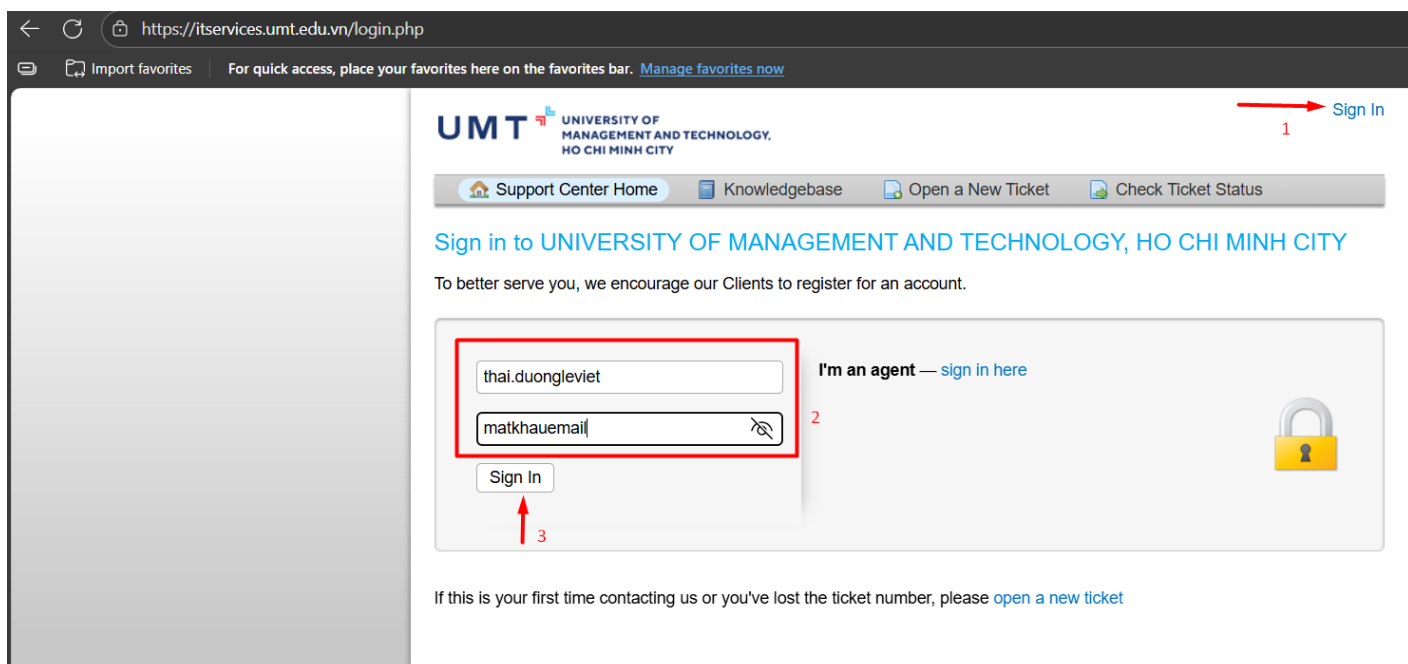 https://itservices.umt.edu.vn/login.php
Import favorites For quick access, place your favorites here on the favorites bar. Manage favorites now
Sign In
1
UMT UNIVERSITY OF
MANAGEMENT AND TECHNOLOGY,
HO CHI MINH CITY
Support Center Home Knowledgebase Open a New Ticket Check Ticket Status
Sign in to UNIVERSITY OF MANAGEMENT AND TECHNOLOGY, HO CHI MINH CITY
To better serve you, we encourage our Clients to register for an account.
thai.duongleviet
I'm an agent — sign in here
matkhauemail
2
Sign In
3
If this is your first time contacting us or you've lost the ticket number, please open a new ticket